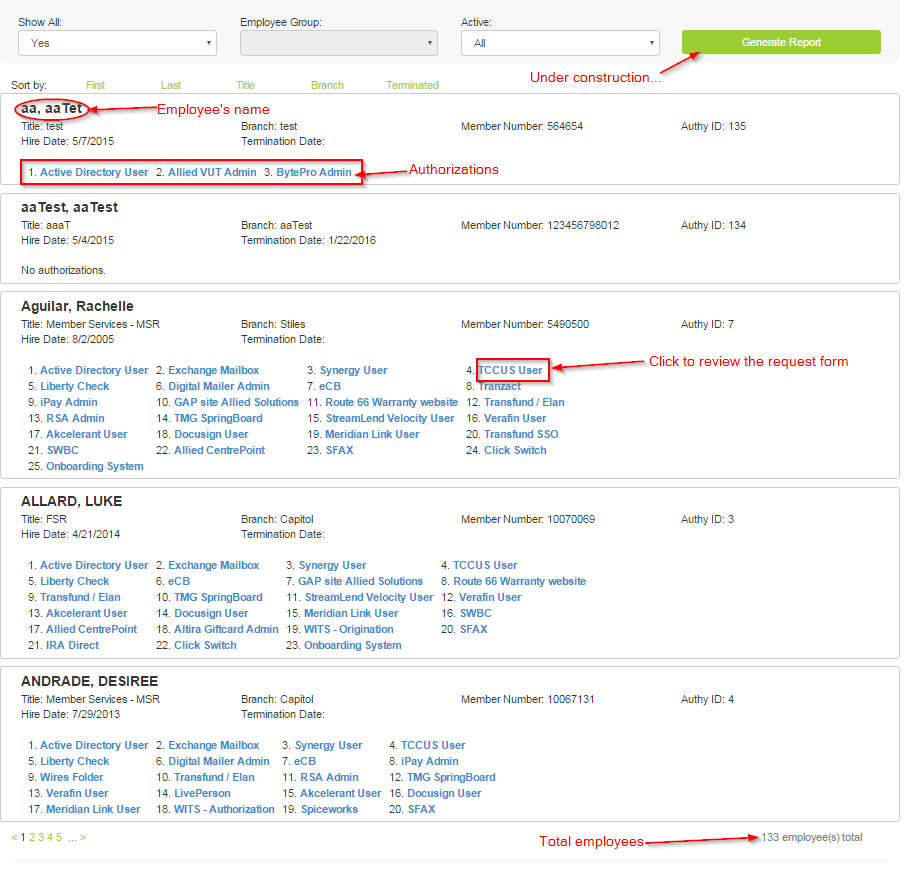 Show All: Employee Group: Active:
Yes All Generate Report
Under construction...
Sort by: First Last Title Branch Terminated
aa, aaTet Employee's name
Title: test Branch: test Member Number: 564654 Authy ID: 135
Hire Date: 5/7/2015 Termination Date:
1. Active Directory User 2. Allied VUT Admin 3. BytePro Admin Authorizations
aaTest, aaTest
Title: aaaT Branch: aaTest Member Number: 123456798012 Authy ID: 134
Hire Date: 5/4/2015 Termination Date: 1/22/2016
No authorizations.
Aguilar, Rachelle
Title: Member Services - MSR Branch: Stiles Member Number: 5490500 Authy ID: 7
Hire Date: 8/2/2005 Termination Date:
Click to review the request form
1. Active Directory User 2. Exchange Mailbox 3. Synergy User 4. TCCUS User
5. Liberty Check 6. Digital Mailer Admin 7. eCB 8. Tranzact
9. iPay Admin 10. GAP site Allied Solutions 11. Route 66 Warranty website 12. Transfund / Elan
13. RSA Admin 14. TMG SpringBoard 15. StreamLend Velocity User 16. Verafin User
17. Akcelerant User 18. Docusign User 19. Meridian Link User 20. Transfund SSO
21. SWBC 22. Allied CentrePoint 23. SFAX 24. Click Switch
25. Onboarding System
ALLARD, LUKE
Title: FSR Branch: Capitol Member Number: 10070069 Authy ID: 3
Hire Date: 4/21/2014 Termination Date:
1. Active Directory User 2. Exchange Mailbox 3. Synergy User 4. TCCUS User
5. Liberty Check 6. eCB 7. GAP site Allied Solutions 8. Route 66 Warranty website
9. Transfund / Elan 10. TMG SpringBoard 11. StreamLend Velocity User 12. Verafin User
13. Akcelerant User 14. Docusign User 15. Meridian Link User 16. SWBC
17. Allied CentrePoint 18. Altira Giftcard Admin 19. WITS - Origination 20. SFAX
21. IRA Direct 22. Click Switch 23. Onboarding System
ANDRADE, DESIREE
Title: Member Services - MSR Branch: Capitol Member Number: 10067131 Authy ID: 4
Hire Date: 7/29/2013 Termination Date:
1. Active Directory User 2. Exchange Mailbox 3. Synergy User 4. TCCUS User
5. Liberty Check 6. Digital Mailer Admin 7. eCB 8. iPay Admin
9. Wires Folder 10. Transfund / Elan 11. RSA Admin 12. TMG SpringBoard
13. Verafin User 14. LivePerson 15. Akcelerant User 16. Docusign User
17. Meridian Link User 18. WITS - Authorization 19. Spiceworks 20. SFAX
< 1 2 3 4 5 ... > Total employees 133 employee(s) total